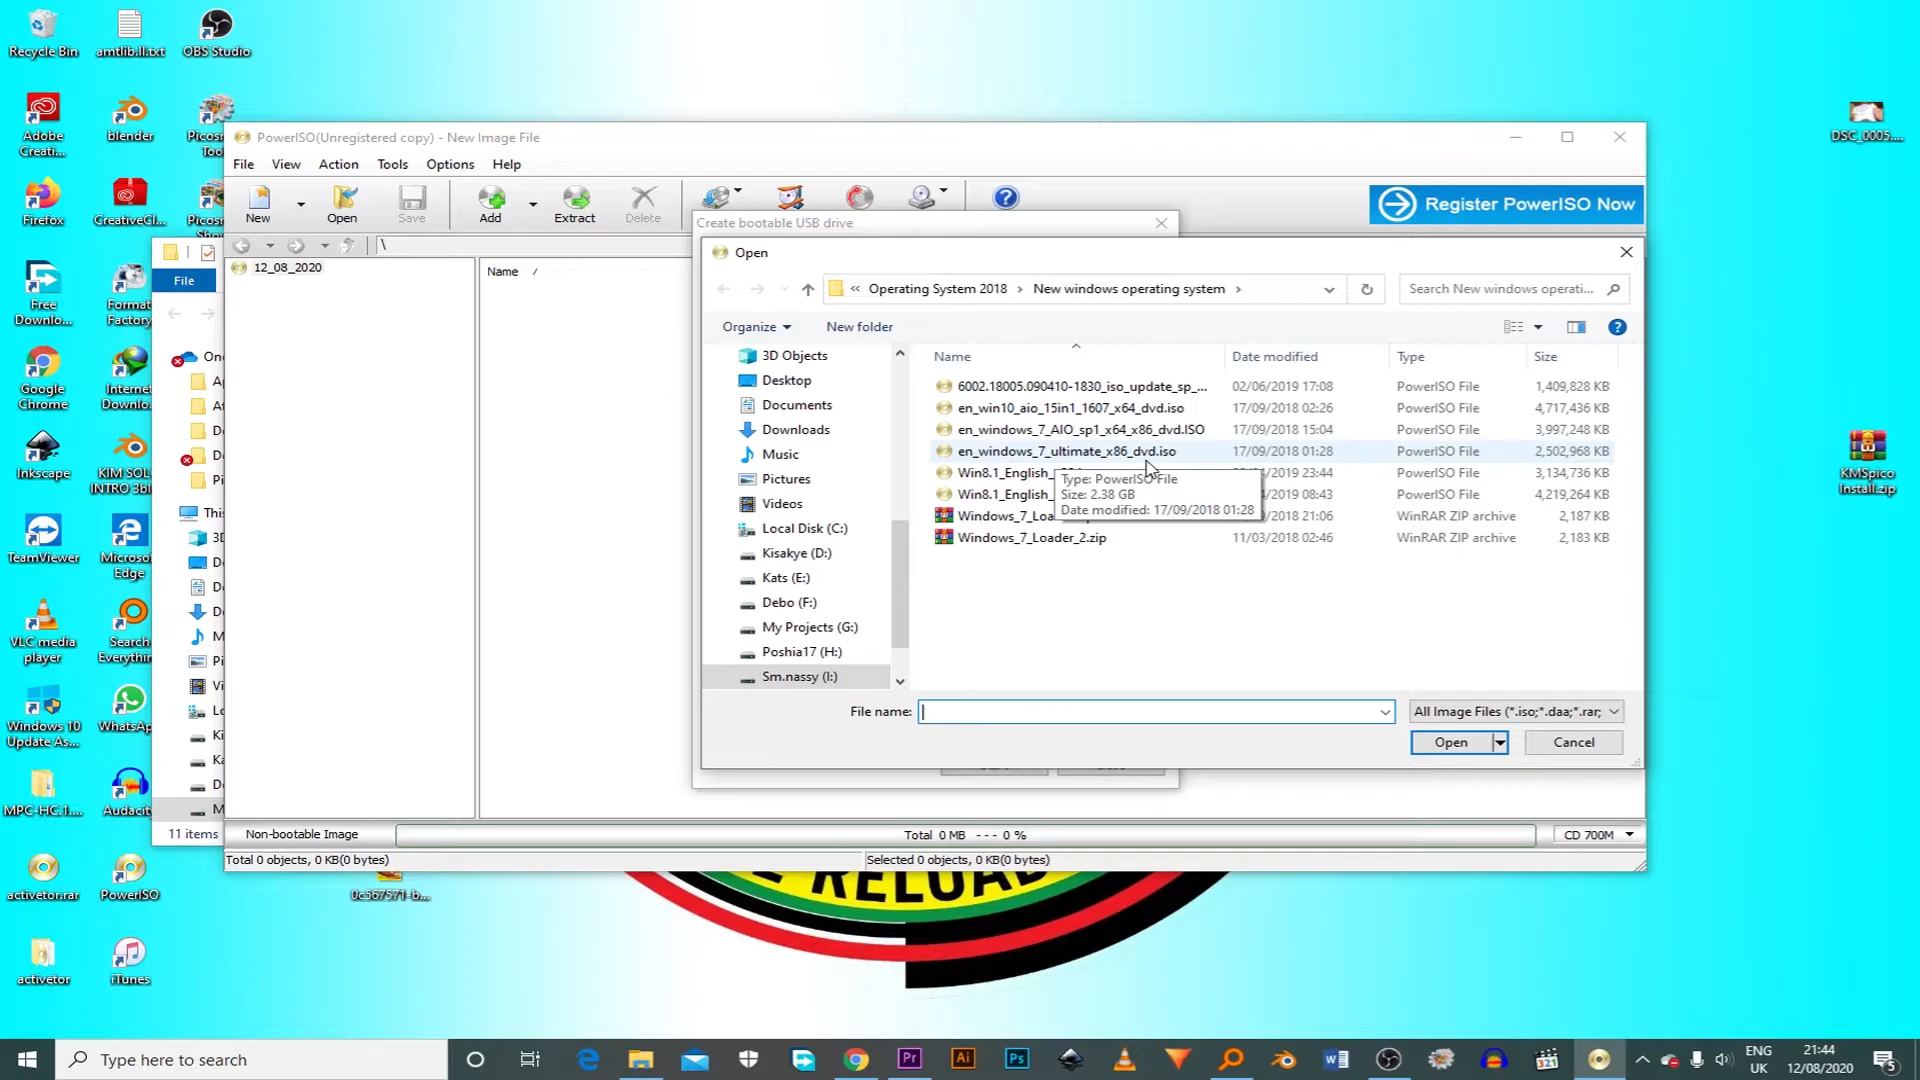 Recycle Bin
amtlib.ll.txt
OBS Studio
Adobe Creati...
blender
Firefox
CreativeCl...
Free Downlo...
Format Factory
Google Chrome
Internet Downlo...
Inkscape
KIM SOL INTRO 3bl
TeamViewer
Microsoft Edge
VLC media player
Search Everything
Windows 10 Update As...
WhatsApp
MPC-HC.1....
Audacity
activetor.rar
PowerISO
0c567571-b...
activetor
iTunes
DSC_0005....
KMSpico Install.zip
File
11 items
PowerISO(Unregistered copy) - New Image File
File View Action Tools Options Help
New Open Save Add Extract Delete
Register PowerISO Now
\
12_08_2020
Name /
Create bootable USB drive
Open
« Operating System 2018 › New windows operating system ›
Search New windows operati...
Organize New folder
3D Objects
Desktop
Documents
Downloads
Music
Pictures
Videos
Local Disk (C:)
Kisakye (D:)
Kats (E:)
Debo (F:)
My Projects (G:)
Poshia17 (H:)
Sm.nassy (I:)
Name Date modified Type Size
6002.18005.090410-1830_iso_update_sp_... 02/06/2019 17:08 PowerISO File 1,409,828 KB
en_win10_aio_15in1_1607_x64_dvd.iso 17/09/2018 02:26 PowerISO File 4,717,436 KB
en_windows_7_AIO_sp1_x64_x86_dvd.ISO 17/09/2018 15:04 PowerISO File 3,997,248 KB
en_windows_7_ultimate_x86_dvd.iso 17/09/2018 01:28 PowerISO File 2,502,968 KB
Win8.1_English_ 23:44 PowerISO File 3,134,736 KB
Win8.1_English_ 08:43 PowerISO File 4,219,264 KB
Windows_7_Loa 21:06 WinRAR ZIP archive 2,187 KB
Windows_7_Loader_2.zip 11/03/2018 02:46 WinRAR ZIP archive 2,183 KB
Type: PowerISO File
Size: 2.38 GB
Date modified: 17/09/2018 01:28
File name:
All Image Files (*.iso;*.daa;*.rar;
Open Cancel
Non-bootable Image Total 0 MB --- 0 % CD 700M
Total 0 objects, 0 KB(0 bytes) Selected 0 objects, 0 KB(0 bytes)
Type here to search
ENG
UK
21:44
12/08/2020
5